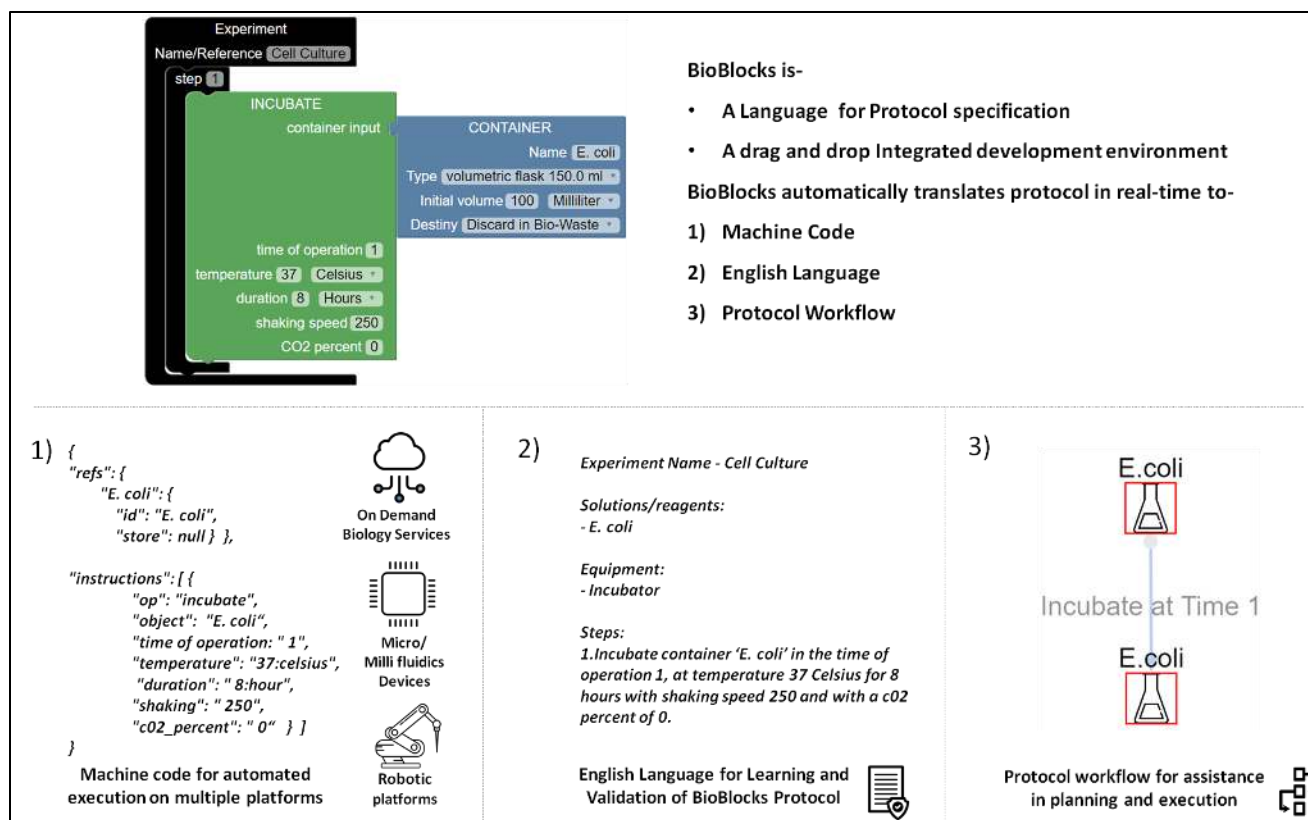 Experiment
Name/Reference Cell Culture
step 1
INCUBATE
container input
CONTAINER
Name E. coli
Type volumetric flask 150.0 ml
Initial volume 100 Milliliter
Destiny Discard in Bio-Waste
time of operation 1
temperature 37 Celsius
duration 8 Hours
shaking speed 250
CO2 percent 0
BioBlocks is-
• A Language for Protocol specification
• A drag and drop Integrated development environment
BioBlocks automatically translates protocol in real-time to-
1) Machine Code
2) English Language
3) Protocol Workflow
1)
{
"refs": {
"E. coli": {
"id": "E. coli",
"store": null } },
"instructions": [ {
"op": "incubate",
"object": "E. coli“,
"time of operation: " 1",
"temperature": "37:celsius",
"duration": " 8:hour",
"shaking": " 250",
"c02_percent": " 0“ } ]
}
Machine code for automated
execution on multiple platforms
On Demand
Biology Services
Micro/
Milli fluidics
Devices
Robotic
platforms
2)
Experiment Name - Cell Culture
Solutions/reagents:
- E. coli
Equipment:
- Incubator
Steps:
1.Incubate container ‘E. coli’ in the time of
operation 1, at temperature 37 Celsius for 8
hours with shaking speed 250 and with a c02
percent of 0.
English Language for Learning and
Validation of BioBlocks Protocol
3)
E.coli
Incubate at Time 1
E.coli
Protocol workflow for assistance
in planning and execution